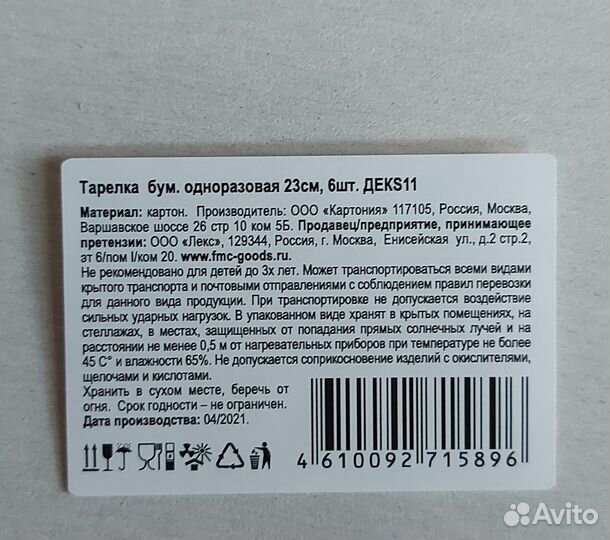 Тарелка бум. одноразовая 23см, 6шт. ДЕКS11
Материал: картон. Производитель: ООО «Картония» 117105, Россия, Москва,
Варшавское шоссе 26 стр 10 ком 5Б. Продавец/предприятие, принимающее
претензии: ООО «Лекс», 129344, Россия, г. Москва, Енисейская ул., д.2 стр.2,
эт 6/пом I/ком 20. www.fmc-goods.ru.
Не рекомендовано для детей до 3х лет. Может транспортироваться всеми видами
крытого транспорта и почтовыми отправлениями с соблюдением правил перевозки
для данного вида продукции. При транспортировке не допускается воздействие
сильных ударных нагрузок. В упакованном виде хранят в крытых помещениях, на
стеллажах, в местах, защищенных от попадания прямых солнечных лучей и на
расстоянии не менее 0,5 м от нагревательных приборов при температуре не более
45 С° и влажности 65%. Не допускается соприкосновение изделий с окислителями,
щелочами и кислотами.
Хранить в сухом месте, беречь от
огня. Срок годности – не ограничен.
Дата производства: 04/2021.
4 610092 715896
Avito